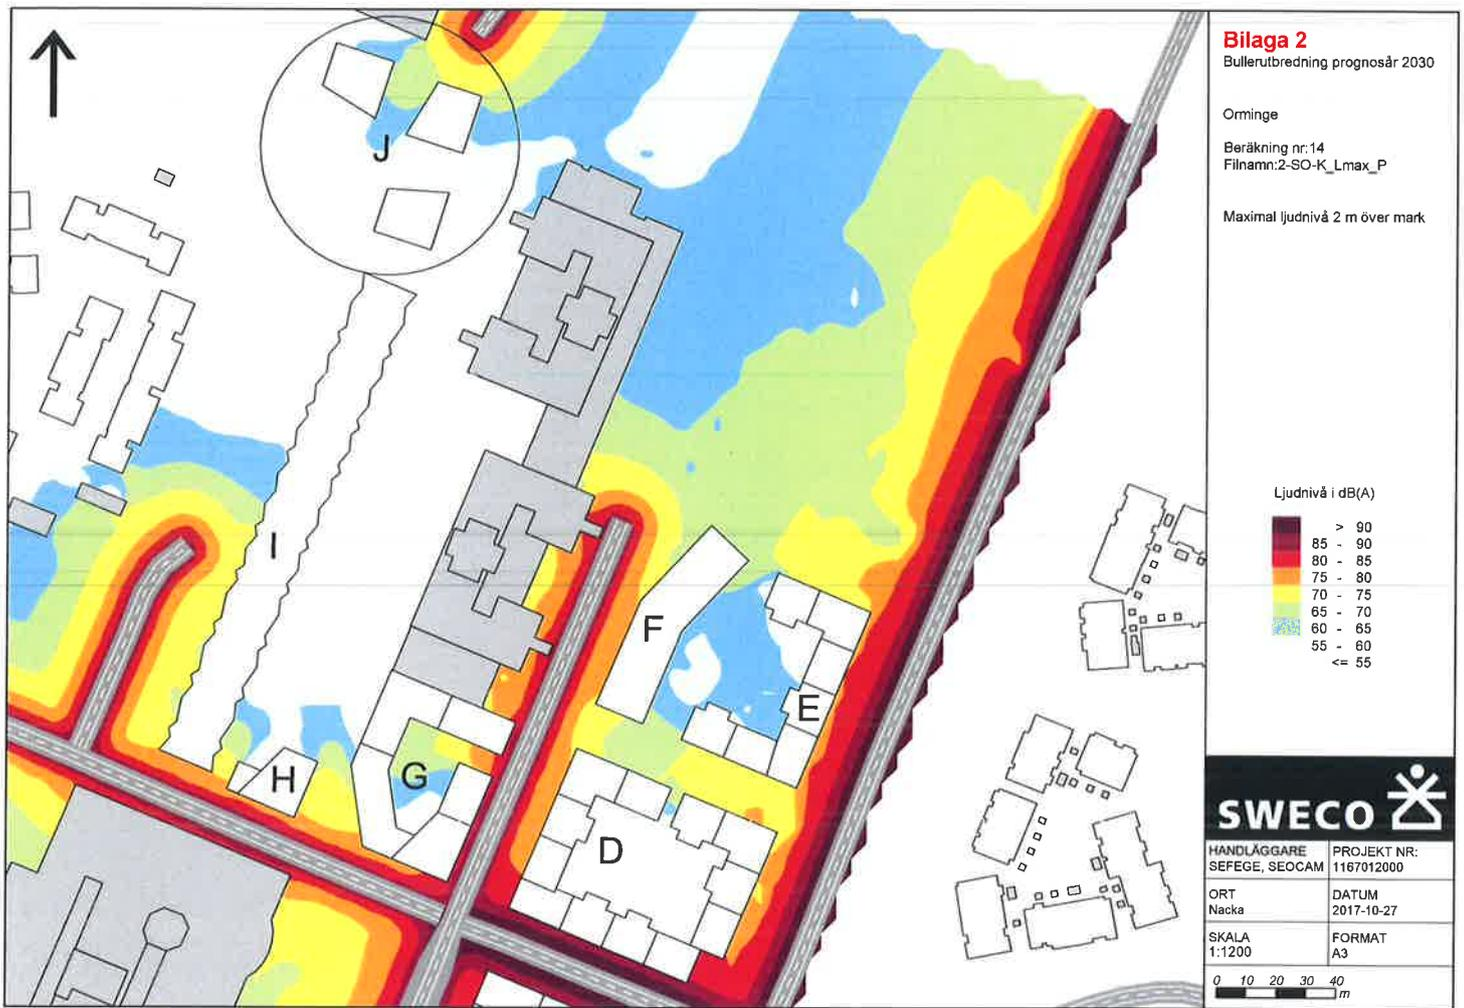 J
I
H
G
F
E
D
Bilaga 2
Bullerutbredning prognosår 2030
Orminge
Beräkning nr:14
Filnamn:2-SO-K_Lmax_P
Maximal ljudnivå 2 m över mark
Ljudnivå i dB(A)
> 90
85 - 90
80 - 85
75 - 80
70 - 75
65 - 70
60 - 65
55 - 60
<= 55
SWECO
HANDLÄGGARE
SEFEGE, SEOCAM
PROJEKT NR:
1167012000
ORT
Nacka
DATUM
2017-10-27
SKALA
1:1200
FORMAT
A3
0 10 20 30 40
m